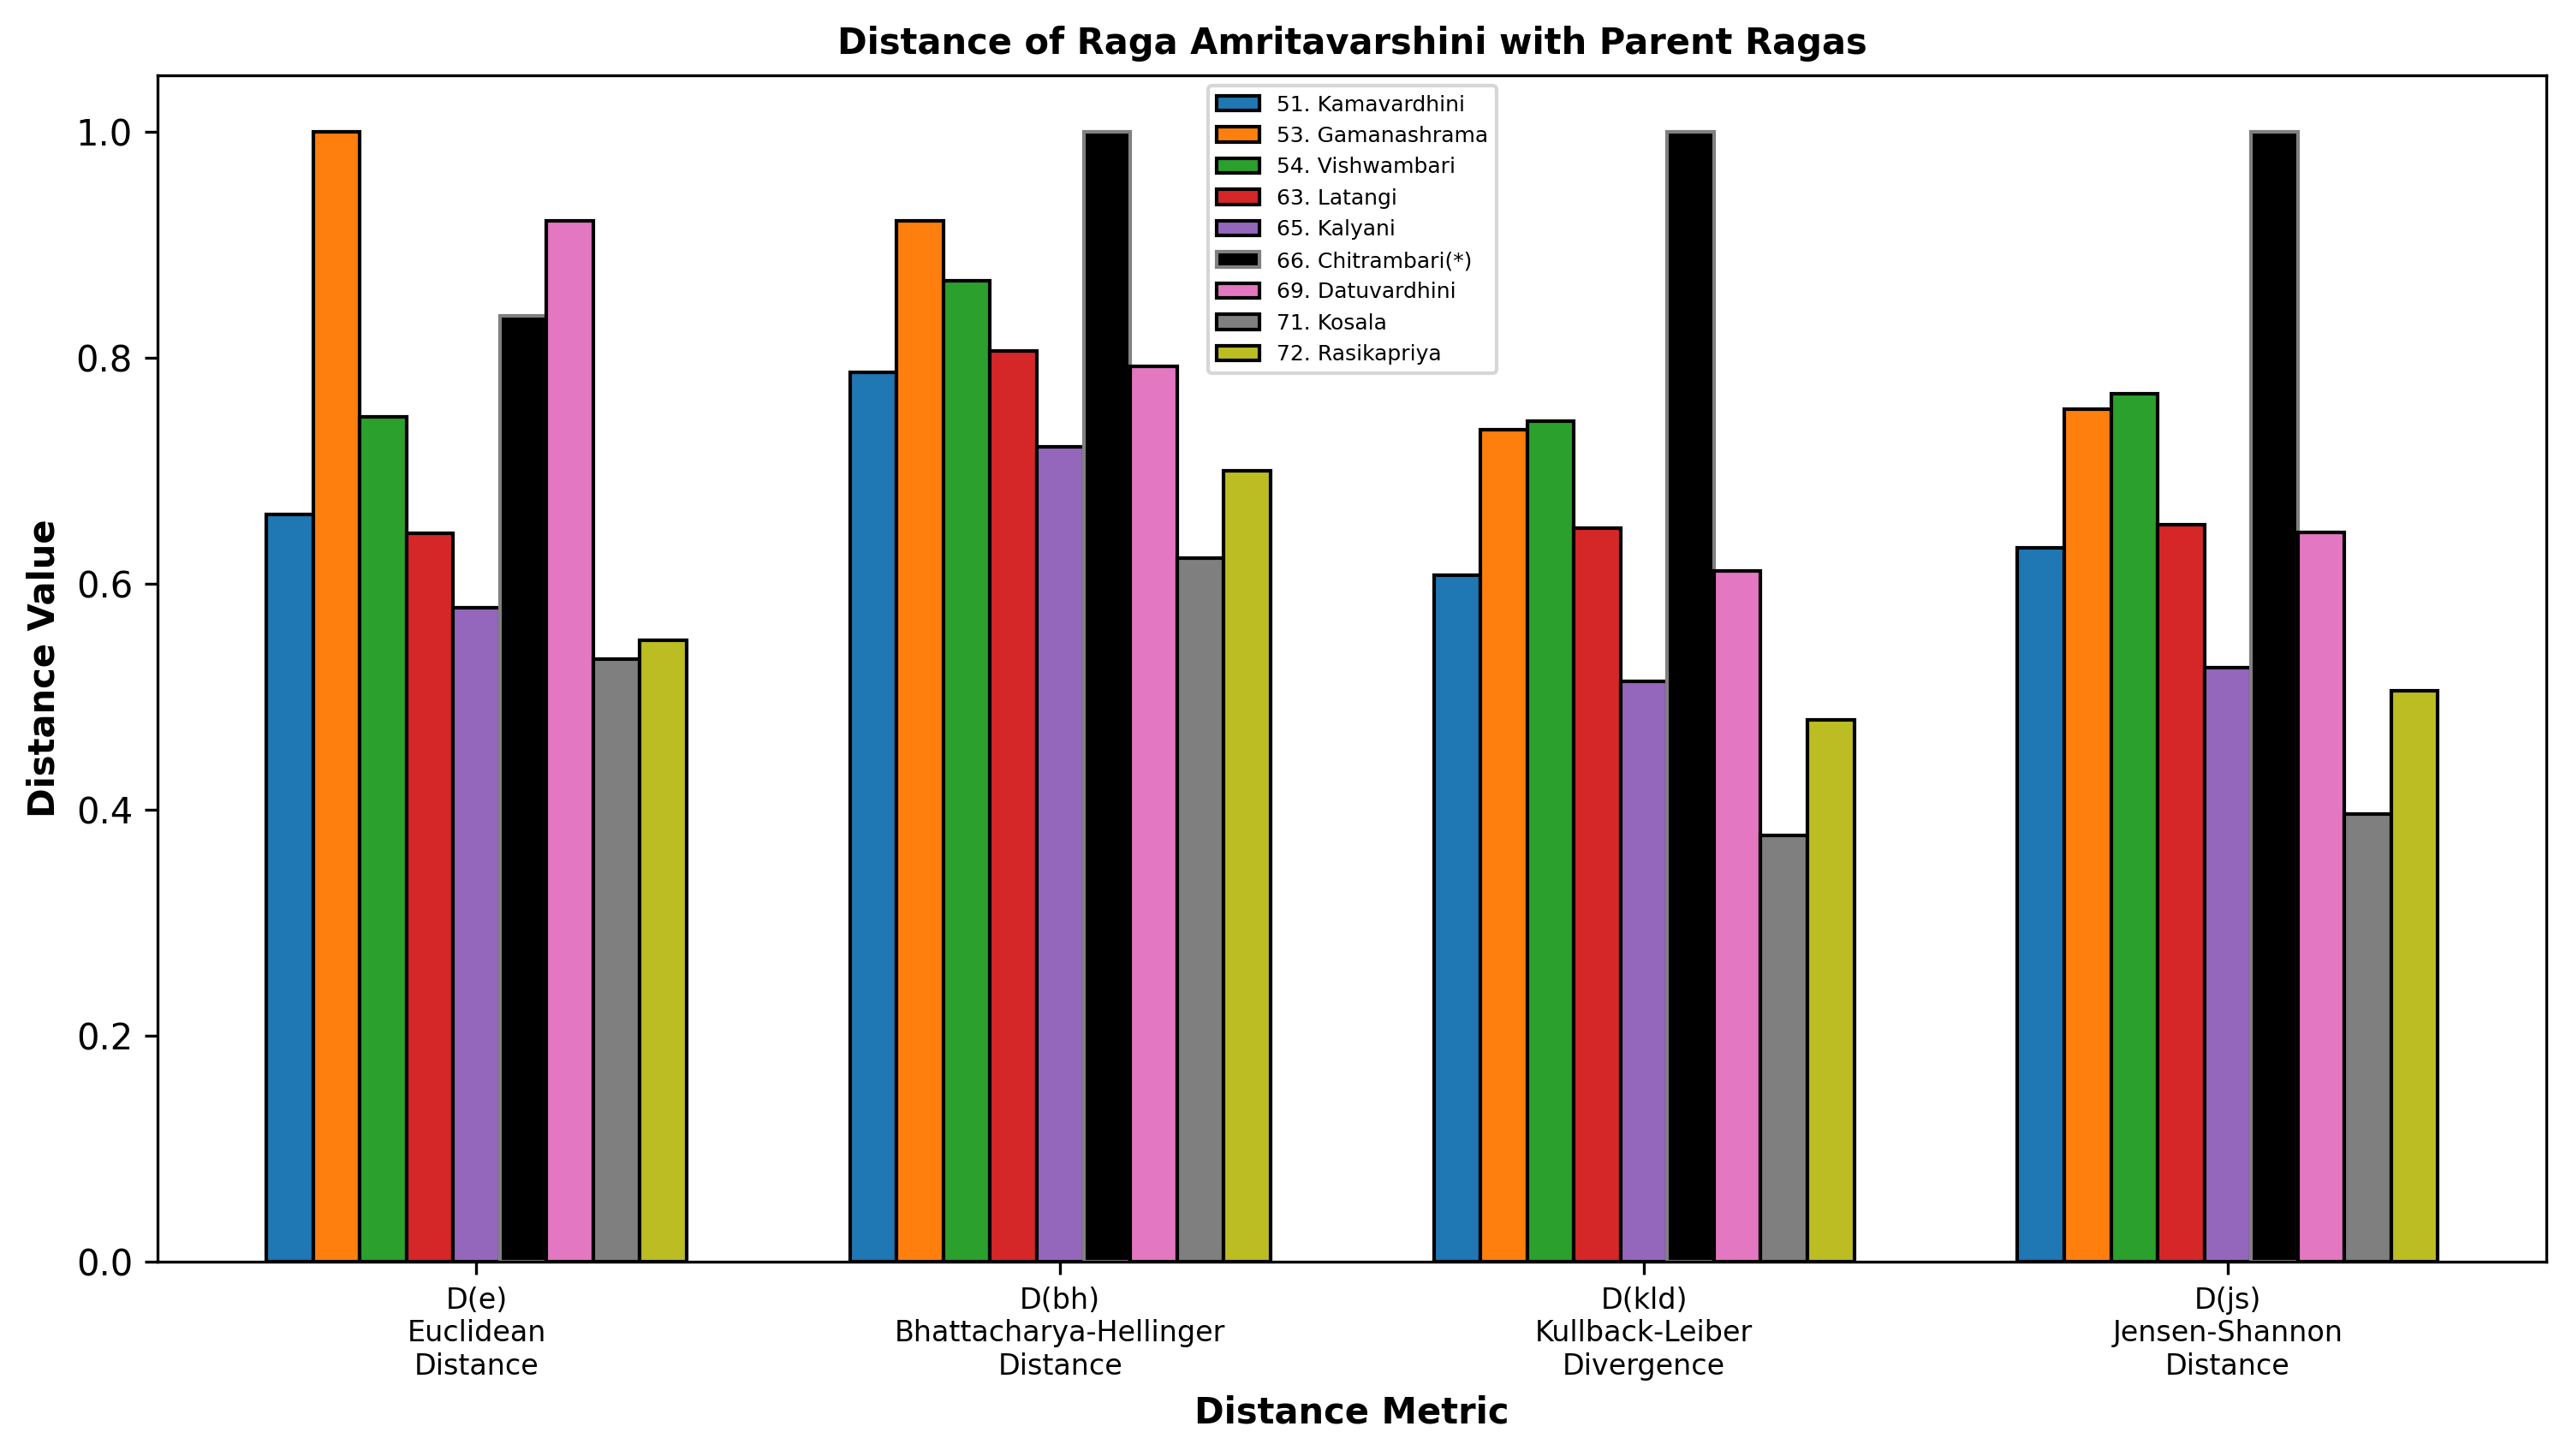 Distance of Raga Amritavarshini with Parent Ragas
51. Kamavardhini
53. Gamanashrama
54. Vishwambari
63. Latangi
65. Kalyani
66. Chitrambari(*)
69. Datuvardhini
71. Kosala
72. Rasikapriya
Distance Value
1.0
0.8
0.6
0.4
0.2
0.0
D(e)
Euclidean
Distance
D(bh)
Bhattacharya-Hellinger
Distance
D(kld)
Kullback-Leiber
Divergence
D(js)
Jensen-Shannon
Distance
Distance Metric